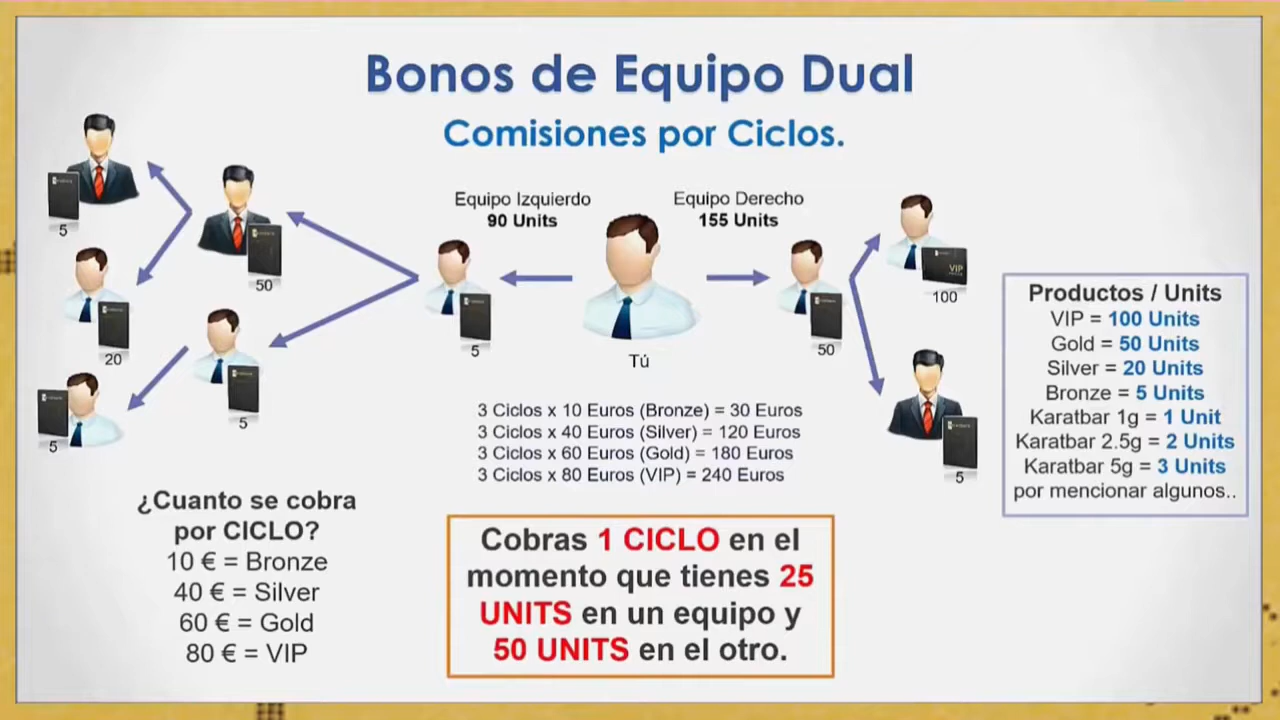 Bonos de Equipo Dual
Comisiones por Ciclos.
Equipo Izquierdo
90 Units
Equipo Derecho
155 Units
5
50
20
5
5
5
Tú
50
VIP
100
5
3 Ciclos x 10 Euros (Bronze) = 30 Euros
3 Ciclos x 40 Euros (Silver) = 120 Euros
3 Ciclos x 60 Euros (Gold) = 180 Euros
3 Ciclos x 80 Euros (VIP) = 240 Euros
Productos / Units
VIP = 100 Units
Gold = 50 Units
Silver = 20 Units
Bronze = 5 Units
Karatbar 1g = 1 Unit
Karatbar 2.5g = 2 Units
Karatbar 5g = 3 Units
por mencionar algunos..
¿Cuanto se cobra
por CICLO?
10 € = Bronze
40 € = Silver
60 € = Gold
80 € = VIP
Cobras 1 CICLO en el
momento que tienes 25
UNITS en un equipo y
50 UNITS en el otro.